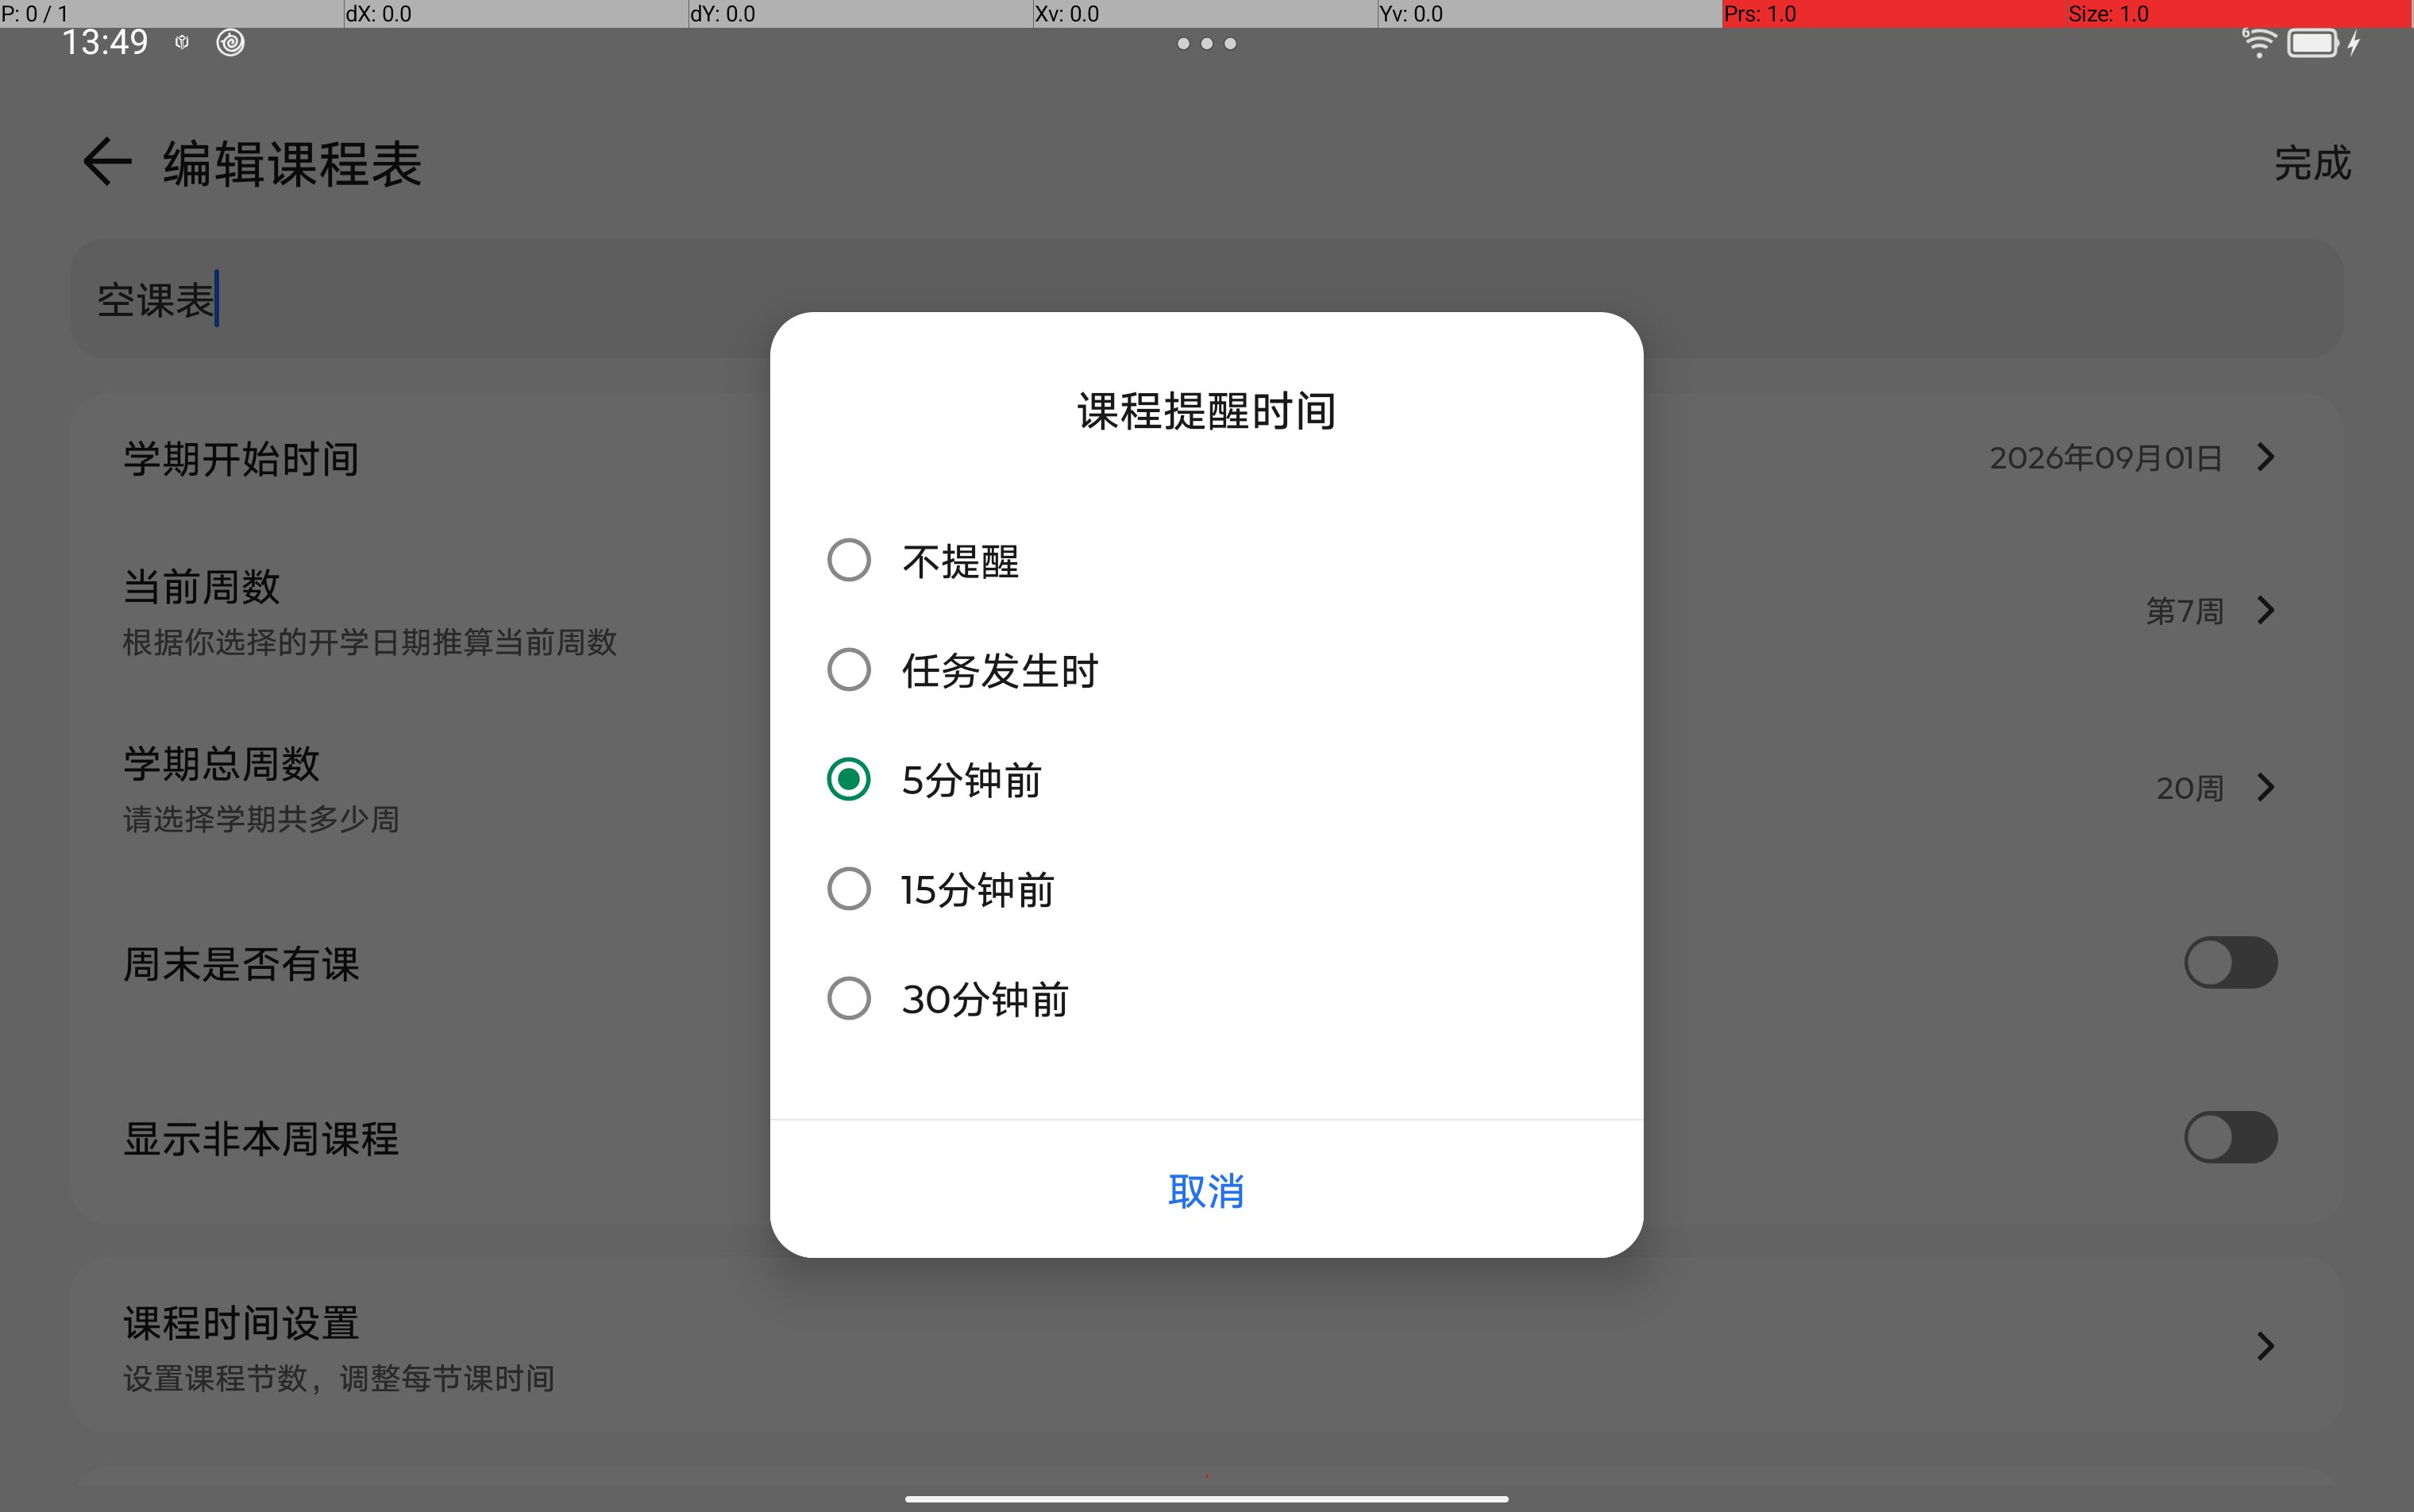 P: 0 / 1 dX: 0.0 dY: 0.0 Xv: 0.0 Yv: 0.0 Prs: 1.0 Size: 1.0
13:49 6
编辑课程表 完成
空课表
课程提醒时间
学期开始时间 2026年09月01日
不提醒
当前周数 第7周
根据你选择的开学日期推算当前周数
任务发生时
学期总周数 20周
请选择学期共多少周
5分钟前
15分钟前
周末是否有课
30分钟前
显示非本周课程
取消
课程时间设置
设置课程节数，调整每节课时间